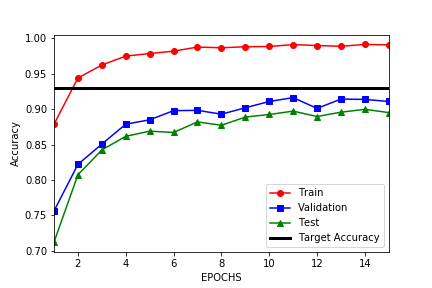 1.00
0.95
0.90
0.85
0.80
0.75
0.70
Accuracy
Train
Validation
Test
Target Accuracy
2 4 6 8 10 12 14
EPOCHS